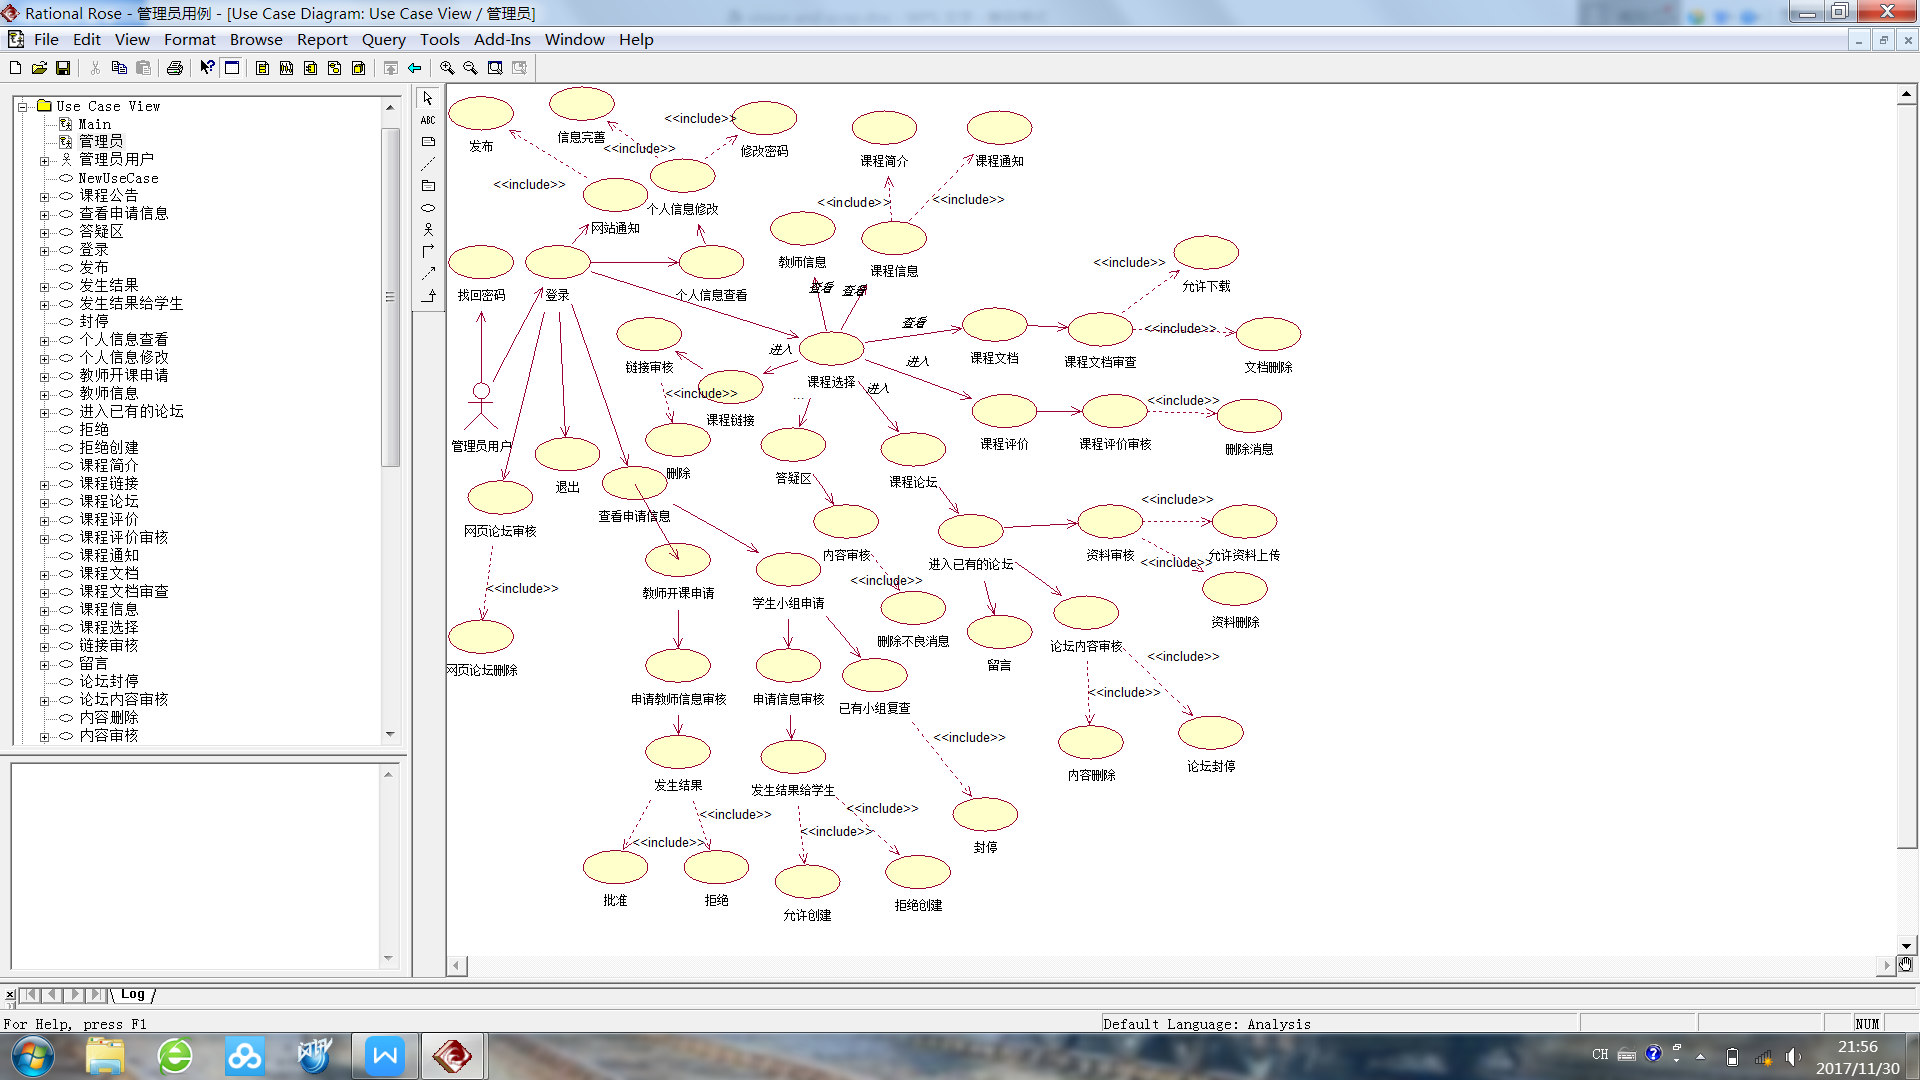 Rational Rose - 管理员用例 - [Use Case Diagram: Use Case View / 管理员]
File Edit View Format Browse Report Query Tools Add-Ins Window Help
Use Case View
Main
管理员
管理员用户
NewUseCase
课程公告
查看申请信息
答疑区
登录
发布
发生结果
发生结果给学生
封停
个人信息查看
个人信息修改
教师开课申请
教师信息
进入已有的论坛
拒绝
拒绝创建
课程简介
课程链接
课程论坛
课程评价
课程评价审核
课程通知
课程文档
课程文档审查
课程信息
课程选择
链接审核
留言
论坛封停
论坛内容审核
内容删除
内容审核
ABC
发布
信息完善
<<include>>
修改密码
<<include>>
<<include>>
网站通知
个人信息修改
课程简介
课程通知
<<include>>
<<include>>
教师信息
课程信息
找回密码
登录
个人信息查看
查看
查看
<<include>>
允许下载
链接审核
进入
查看
课程文档
课程文档审查
<<include>>
文档删除
课程选择
进入
进入
<<include>>
课程链接
...
课程评价
课程评价审核
<<include>>
删除消息
管理员用户
退出
删除
答疑区
课程论坛
网页论坛审核
查看申请信息
内容审核
进入已有的论坛
资料审核
<<include>>
允许资料上传
<<include>>
资料删除
<<include>>
网页论坛删除
教师开课申请
学生小组申请
<<include>>
删除不良消息
留言
论坛内容审核
<<include>>
<<include>>
申请教师信息审核
申请信息审核
已有小组复查
<<include>>
内容删除
论坛封停
发生结果
发生结果给学生
<<include>>
<<include>>
<<include>>
<<include>>
封停
批准
拒绝
允许创建
拒绝创建
Log
For Help, press F1
Default Language: Analysis
NUM
CH
21:56
2017/11/30